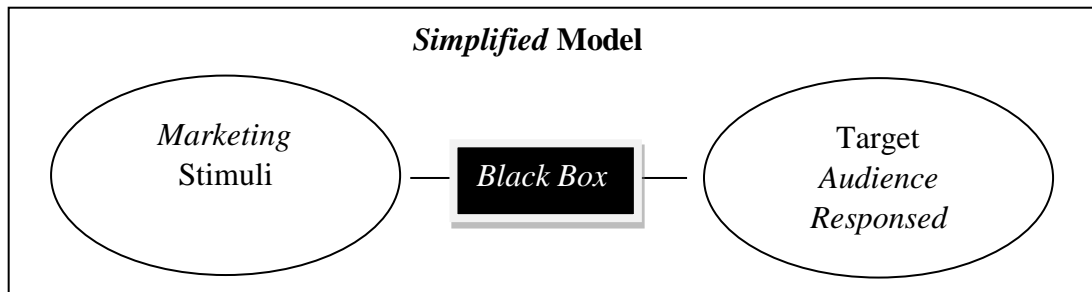 Simplified Model
Marketing
Stimuli
Black Box
Target
Audience
Responsed